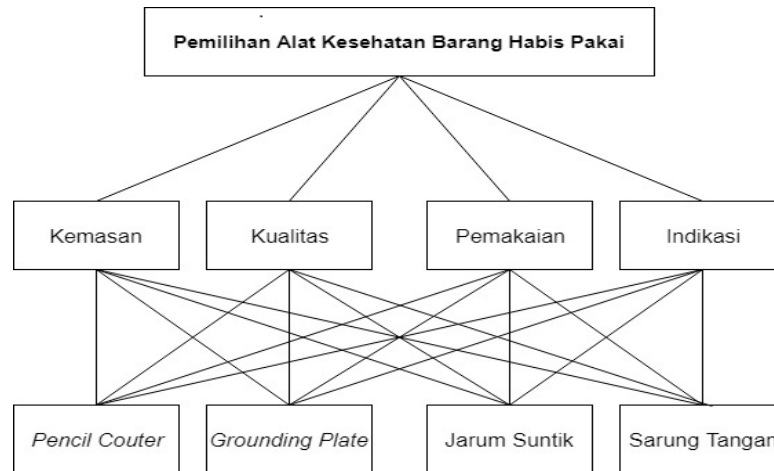 Pemilihan Alat Kesehatan Barang Habis Pakai
Kemasan
Kualitas
Pemakaian
Indikasi
Pencil Couter
Grounding Plate
Jarum Suntik
Sarung Tangan